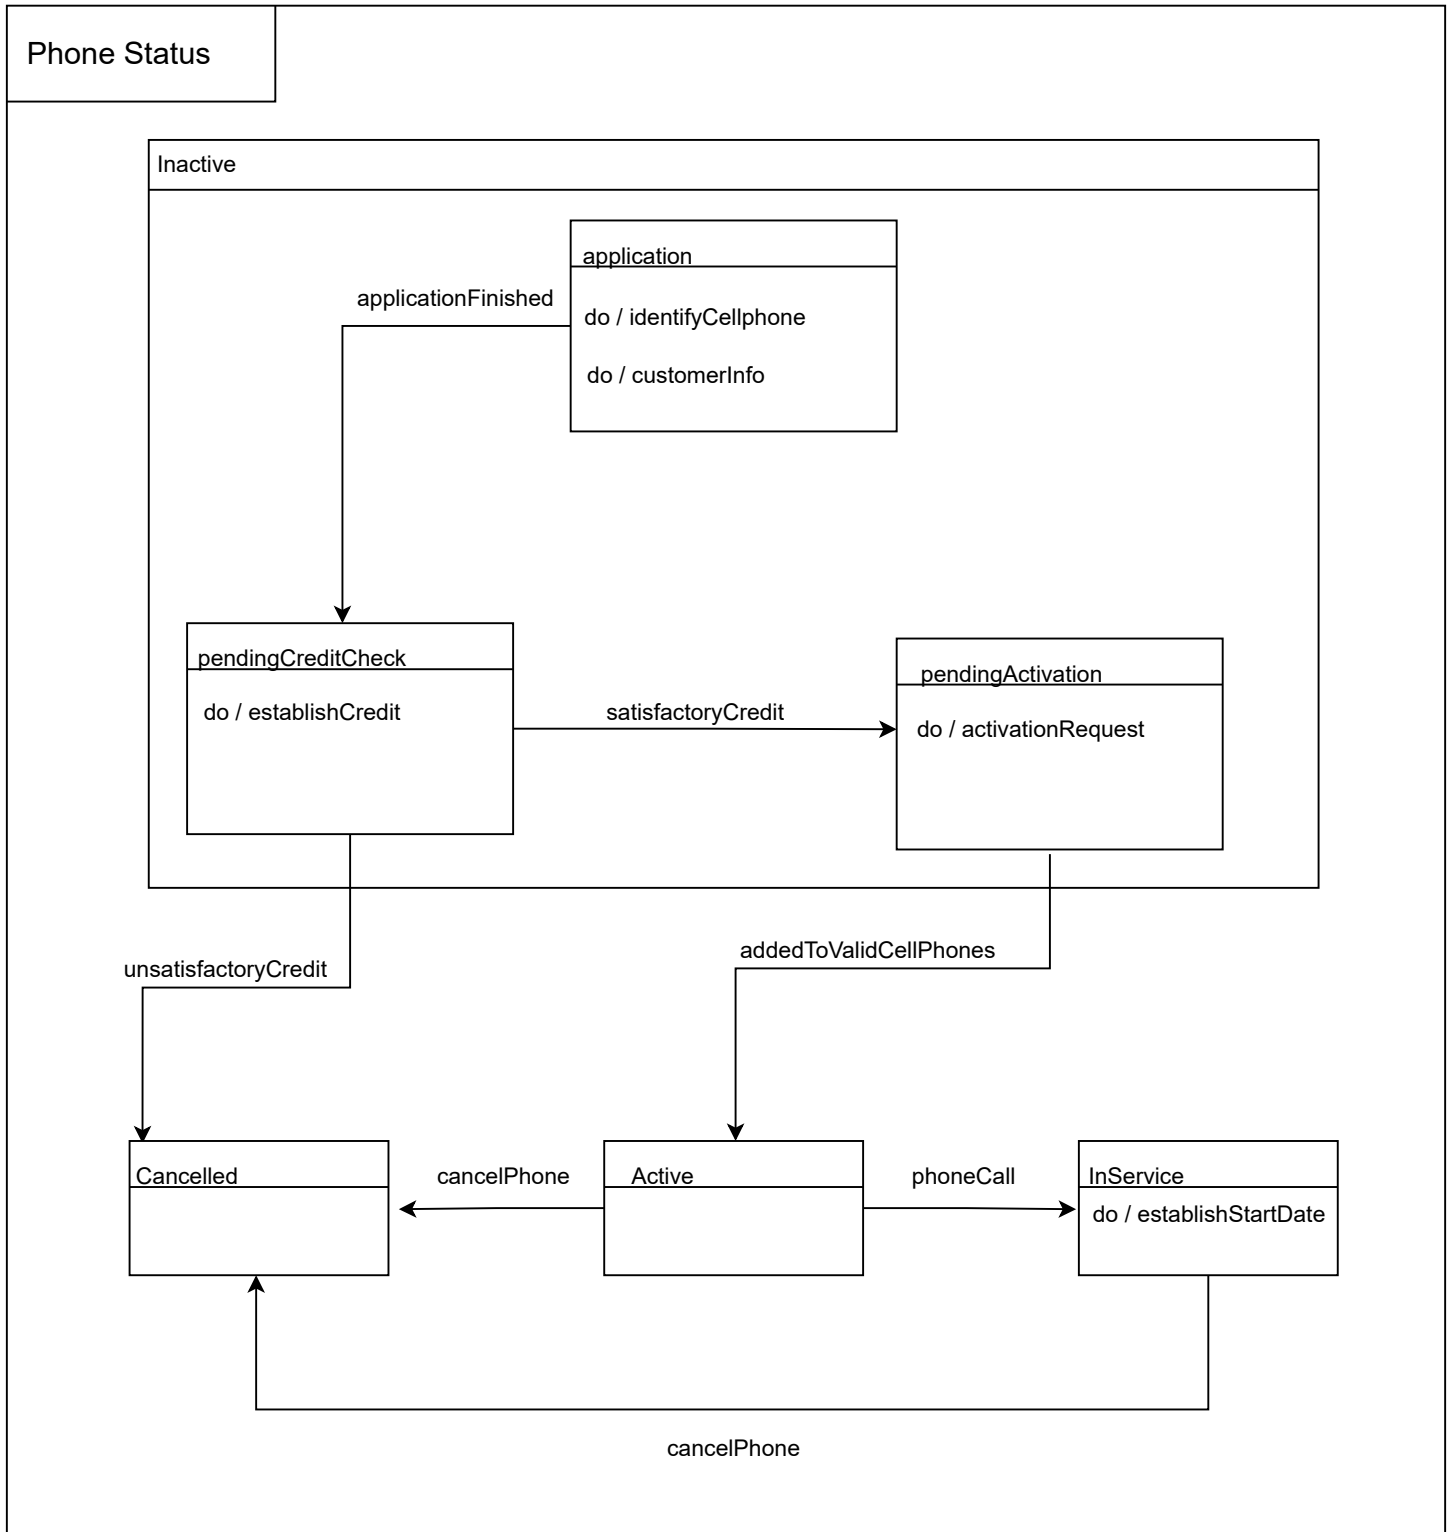 Phone Status
Inactive
application
applicationFinished
do / identifyCellphone
do / customerInfo
pendingCreditCheck
pendingActivation
do / establishCredit
satisfactoryCredit
do / activationRequest
addedToValidCellPhones
unsatisfactoryCredit
Cancelled
cancelPhone
Active
phoneCall
InService
do / establishStartDate
cancelPhone